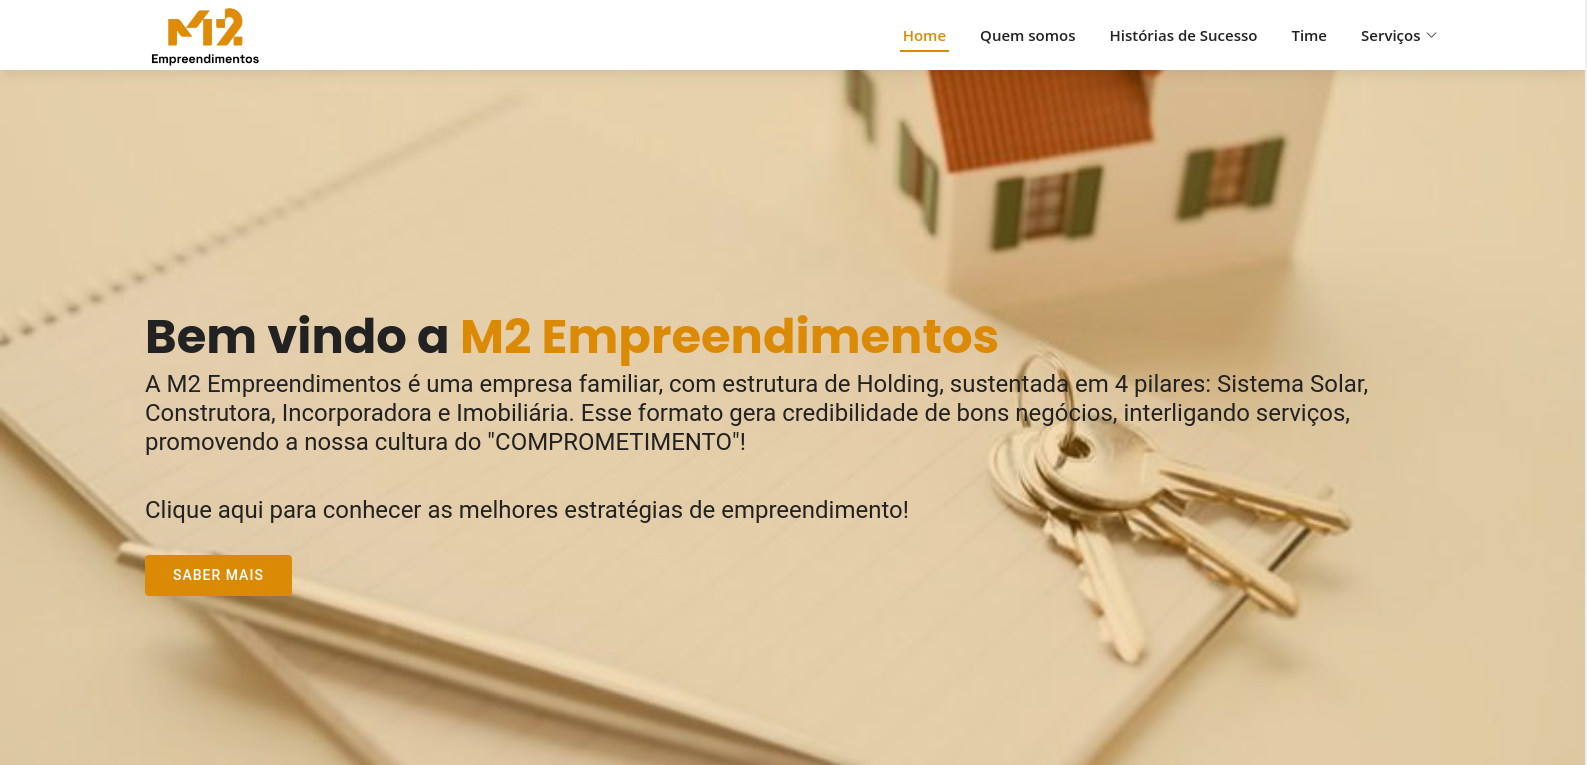 M2
Empreendimentos
Home
Quem somos
Histórias de Sucesso
Time
Serviços
Bem vindo a M2 Empreendimentos
A M2 Empreendimentos é uma empresa familiar, com estrutura de Holding, sustentada em 4 pilares: Sistema Solar,
Construtora, Incorporadora e Imobiliária. Esse formato gera credibilidade de bons negócios, interligando serviços,
promovendo a nossa cultura do "COMPROMETIMENTO"!
Clique aqui para conhecer as melhores estratégias de empreendimento!
SABER MAIS